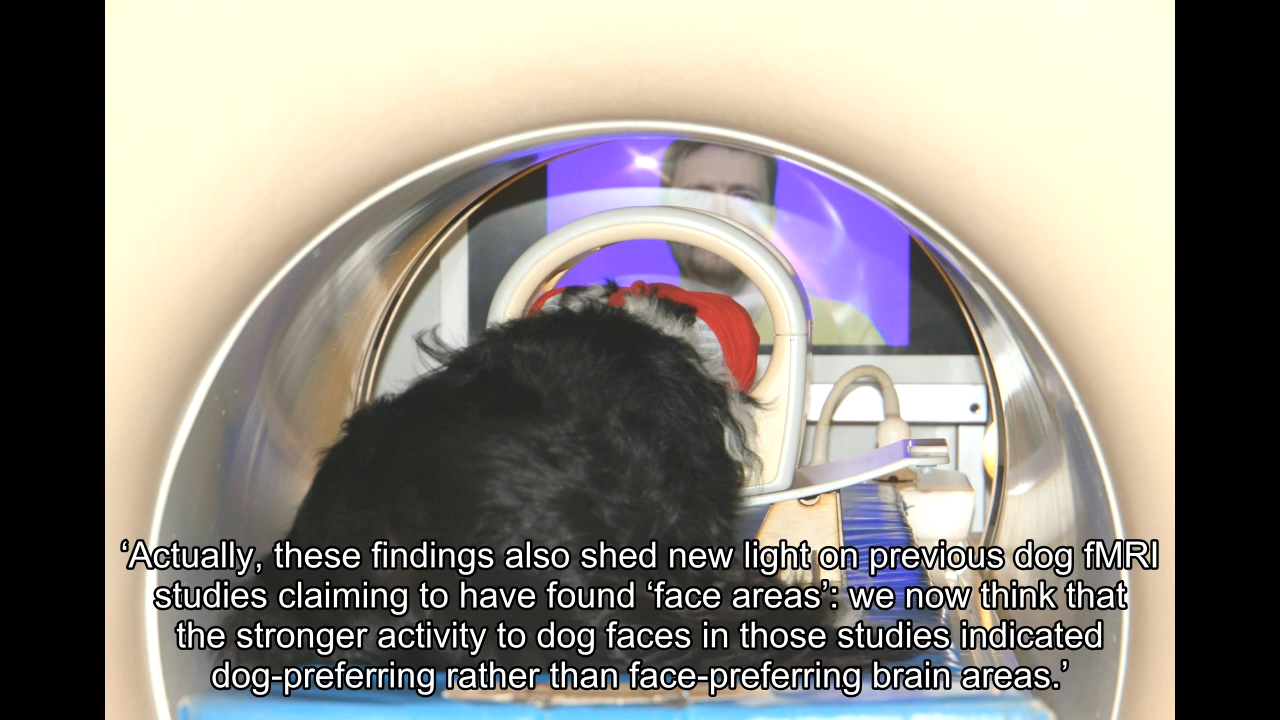 ‘Actually, these findings also shed new light on previous dog fMRI
studies claiming to have found ‘face areas’: we now think that
the stronger activity to dog faces in those studies indicated
dog-preferring rather than face-preferring brain areas.’